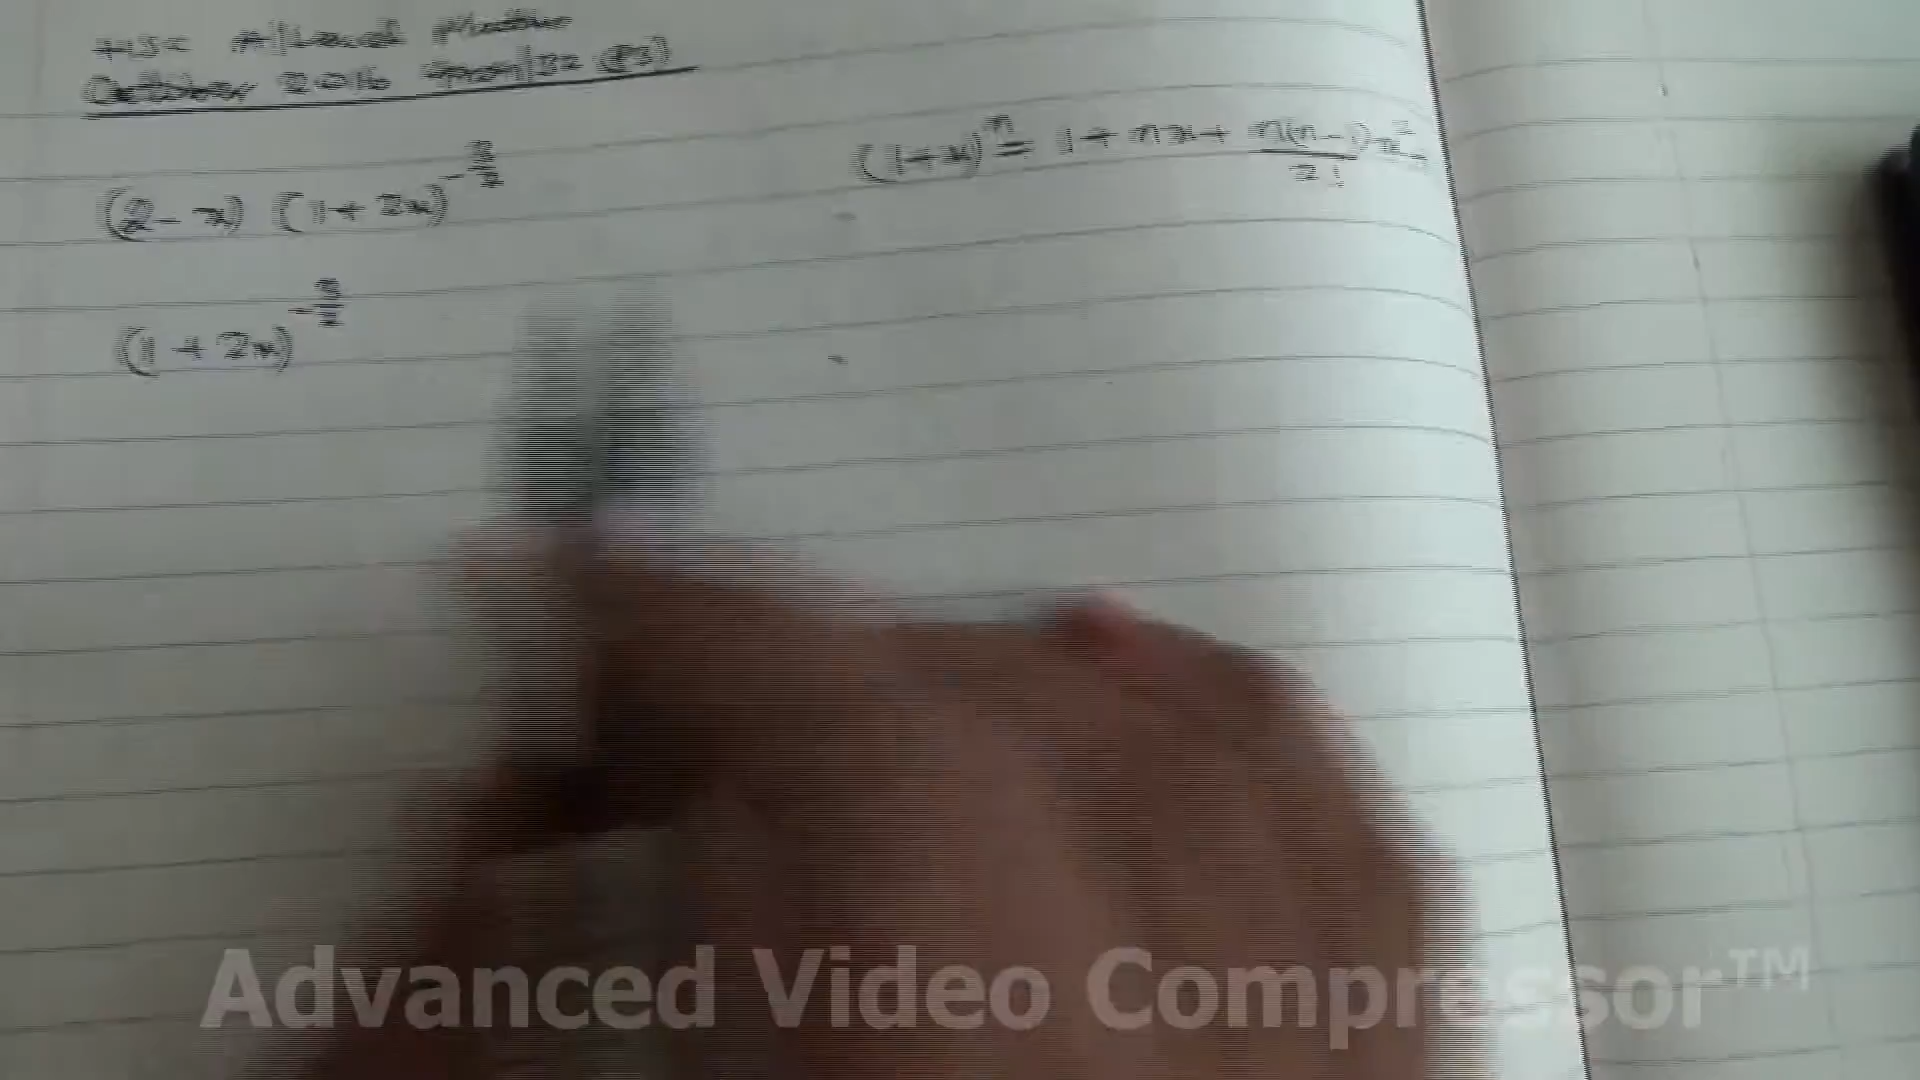 HSC A/Level Maths
October 2016 9709/32 (P3)
(2 - x) (1 + 2x)^-3/2
(1+x)^n = 1 + nx + n(n-1)x^2/2!
(1 + 2x)^-3/2
Advanced Video Compressor™